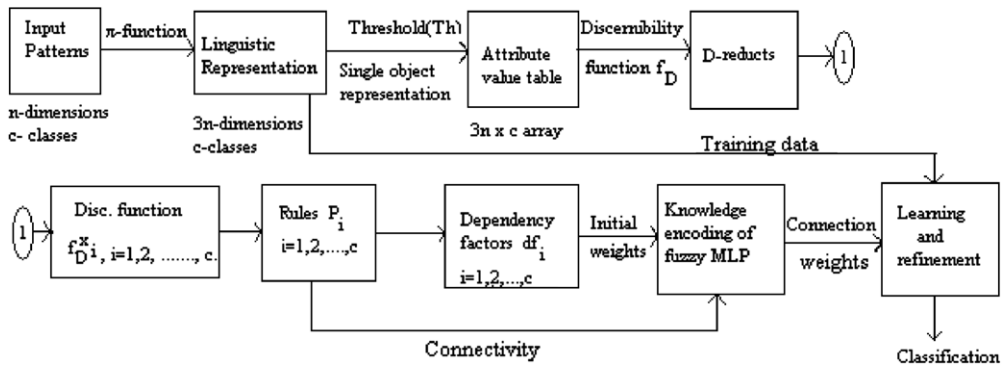 Input
Patterns
π-function
Linguistic
Representation
Threshold(Th)
Single object
representation
Attribute
value table
Discernibility
function f_D
D-reducts
1
n-dimensions
c- classes
3n-dimensions
c-classes
3n x c array
Training data
1
Disc. function
f_D^x_i, i=1,2, ......., c.
Rules P_i
i=1,2,....,c
Dependency
factors df_i
i=1,2,...,c
Initial
weights
Knowledge
encoding of
fuzzy MLP
Connection
weights
Learning
and
refinement
Connectivity
Classification